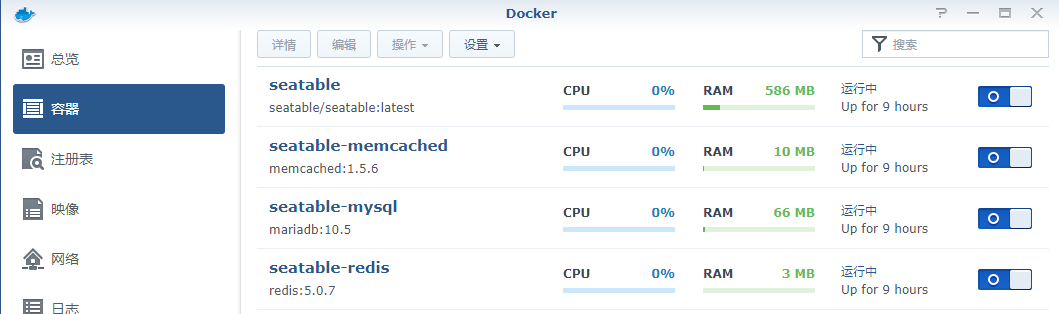 Docker
总览
容器
注册表
映像
网络
日志
详情 编辑 操作 设置 搜索
seatable CPU 0% RAM 586 MB 运行中
seatable/seatable:latest Up for 9 hours
seatable-memcached CPU 0% RAM 10 MB 运行中
memcached:1.5.6 Up for 9 hours
seatable-mysql CPU 0% RAM 66 MB 运行中
mariadb:10.5 Up for 9 hours
seatable-redis CPU 0% RAM 3 MB 运行中
redis:5.0.7 Up for 9 hours